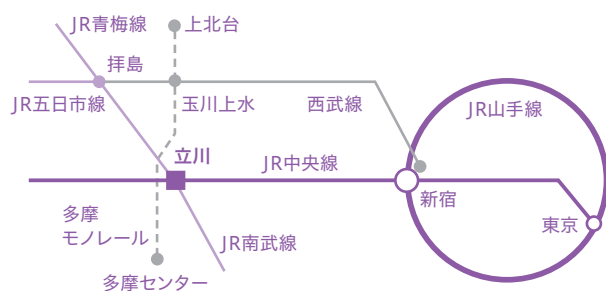 JR青梅線
上北台
拝島
JR五日市線
玉川上水
西武線
JR山手線
立川
JR中央線
新宿
多摩
モノレール
東京
JR南武線
多摩センター